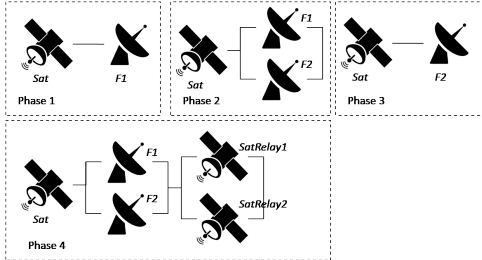 Sat
F1
Phase 1
F1
F2
Sat
Phase 2
Sat
F2
Phase 3
F1
SatRelay1
F2
SatRelay2
Sat
Phase 4